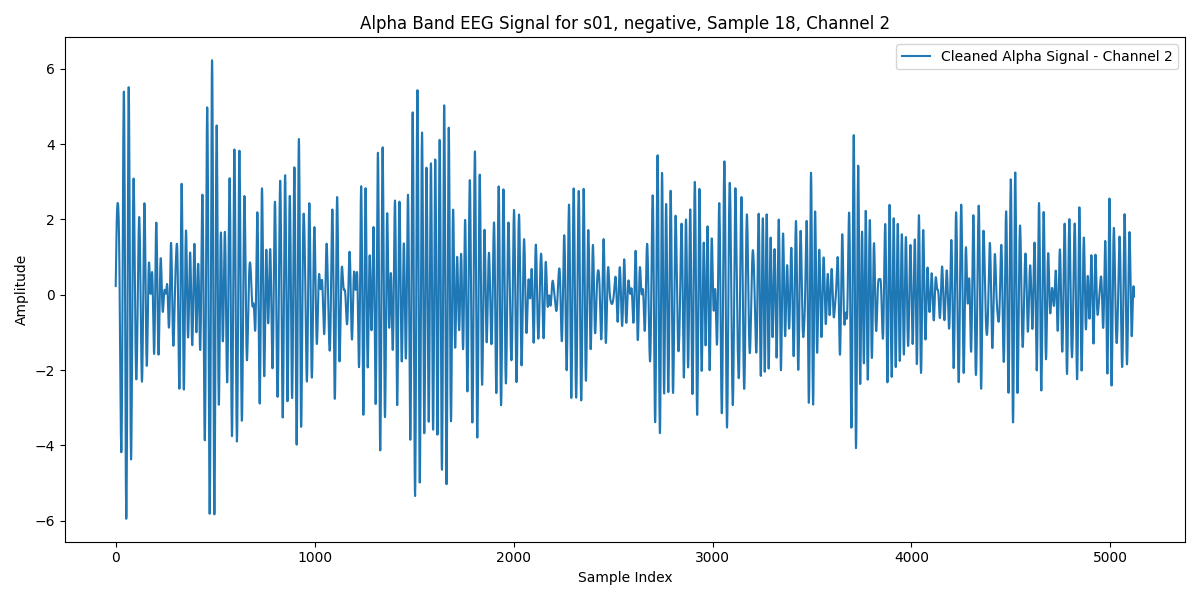 Alpha Band EEG Signal for s01, negative, Sample 18, Channel 2
Cleaned Alpha Signal - Channel 2
Amplitude
6
4
2
0
−2
−4
−6
0 1000 2000 3000 4000 5000
Sample Index